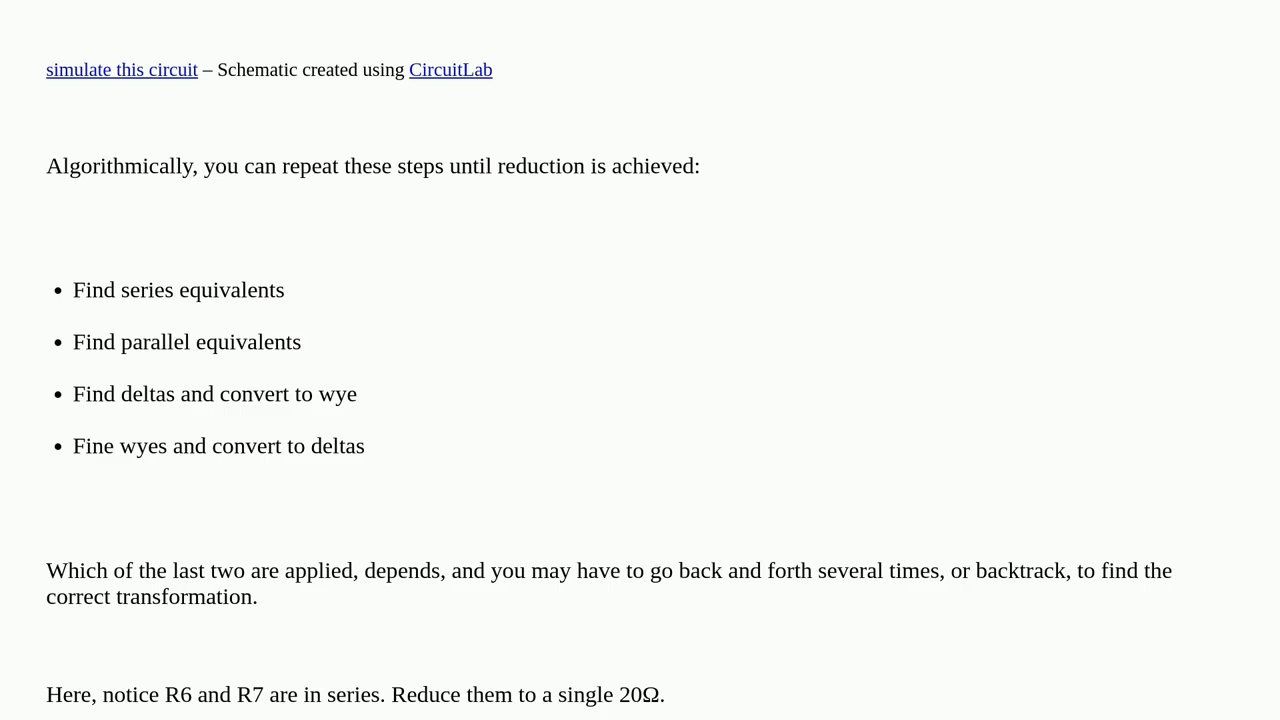 simulate this circuit – Schematic created using CircuitLab
Algorithmically, you can repeat these steps until reduction is achieved:
• Find series equivalents
• Find parallel equivalents
• Find deltas and convert to wye
• Fine wyes and convert to deltas
Which of the last two are applied, depends, and you may have to go back and forth several times, or backtrack, to find the
correct transformation.
Here, notice R6 and R7 are in series. Reduce them to a single 20Ω.